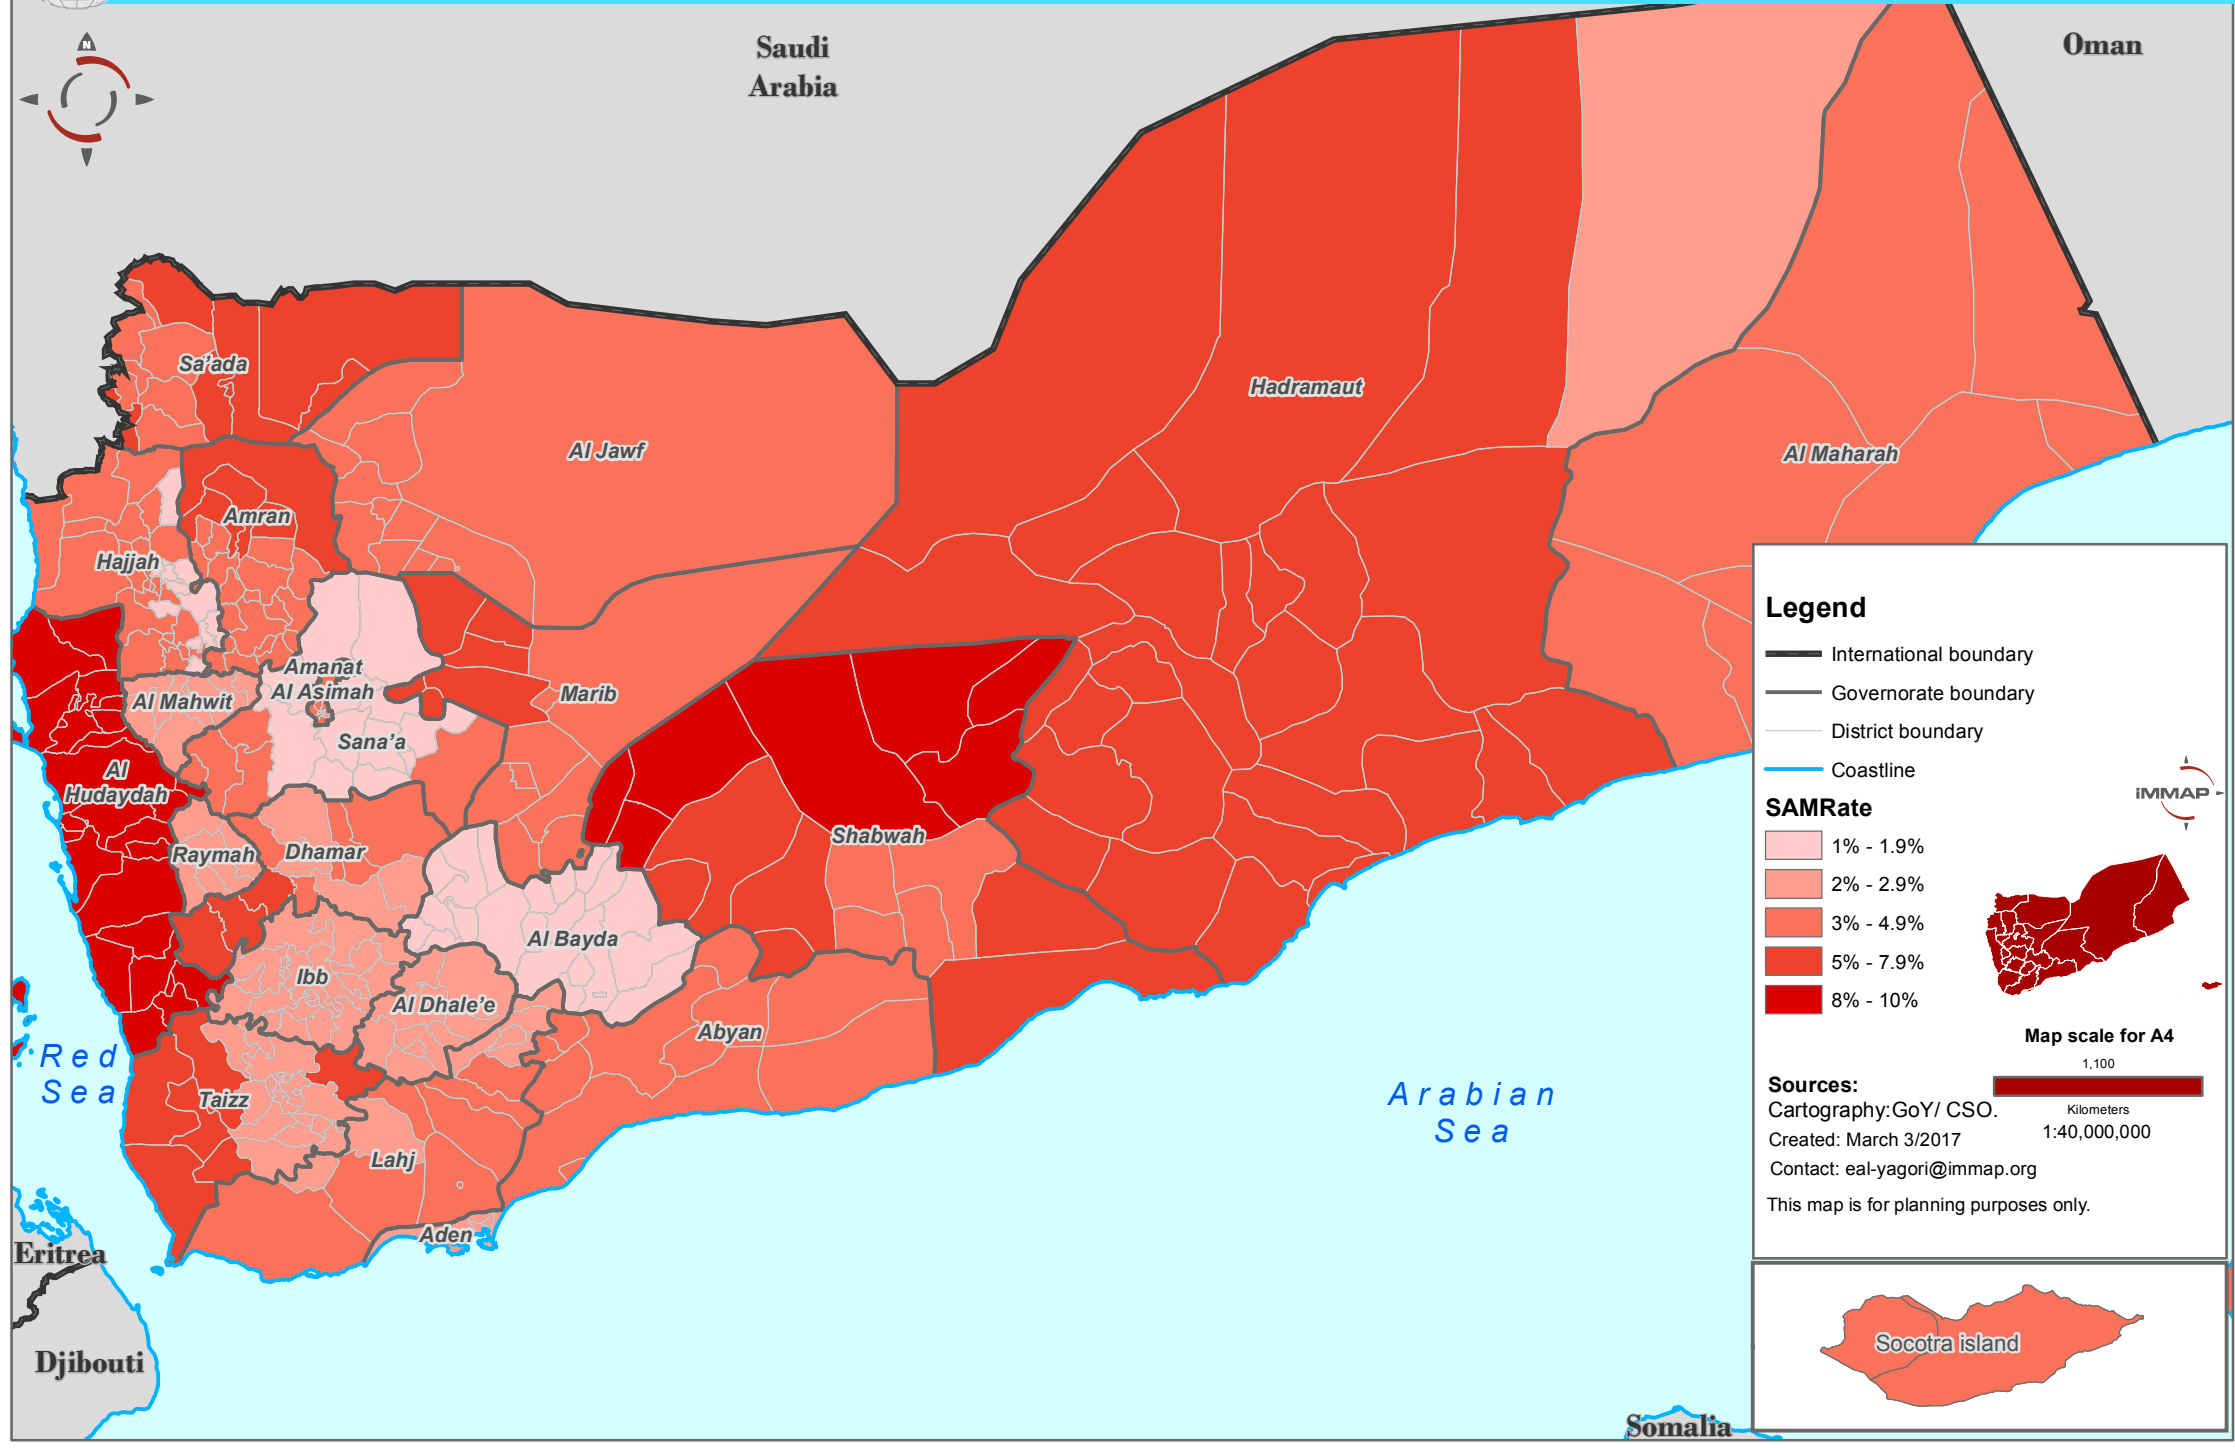 N
Saudi
Arabia
Oman
Sa'ada
Hadramaut
Al Jawf
Al Maharah
Amran
Hajjah
Amanat
Al Asimah
Al Mahwit
Marib
Sana'a
Al
Hudaydah
Shabwah
Raymah
Dhamar
Al Bayda
Ibb
Al Dhale'e
Abyan
Red
Sea
Taizz
Arabian
Sea
Lahj
Aden
Eritrea
Djibouti
Somalia
Legend
International boundary
Governorate boundary
District boundary
Coastline
iMMAP
SAMRate
1% - 1.9%
2% - 2.9%
3% - 4.9%
5% - 7.9%
8% - 10%
Map scale for A4
1,100
Kilometers
1:40,000,000
Sources:
Cartography:GoY/ CSO.
Created: March 3/2017
Contact: eal-yagori@immap.org
This map is for planning purposes only.
Socotra island